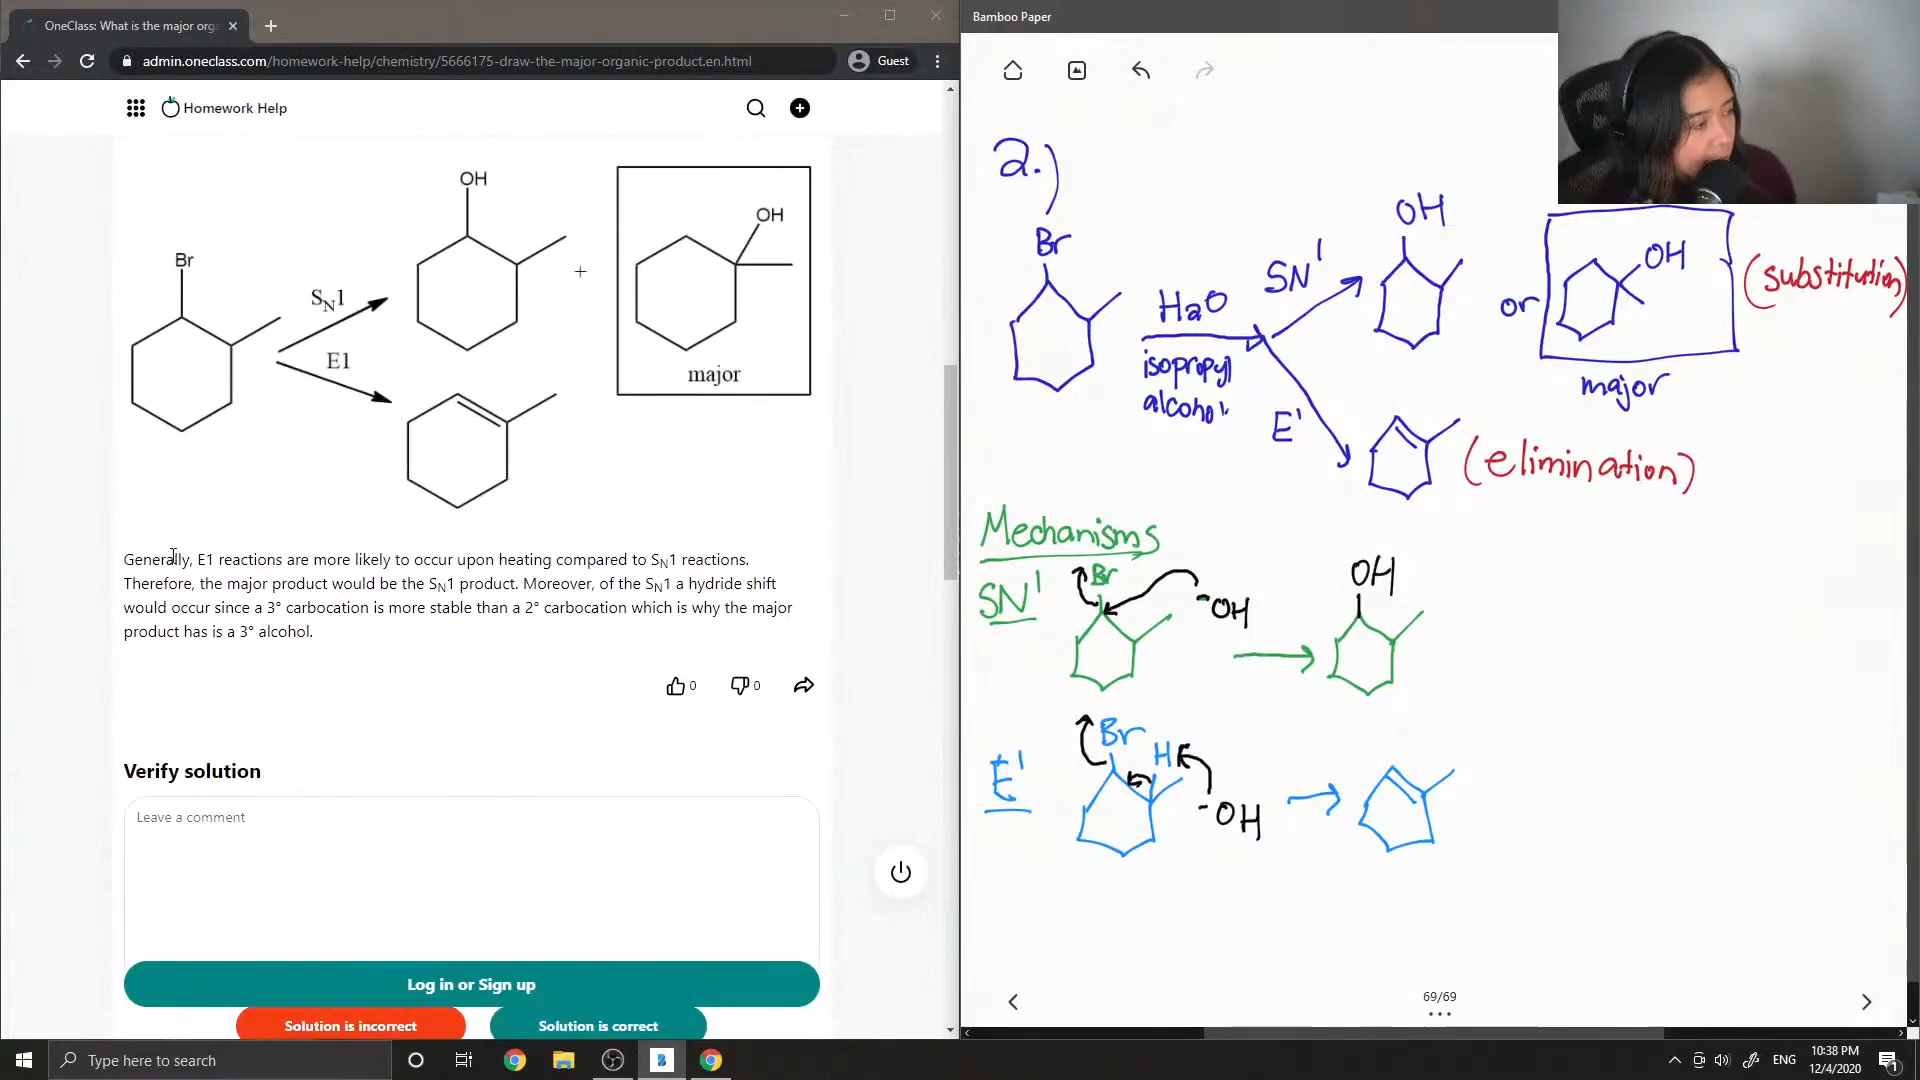 OneClass: What is the major orga
admin.oneclass.com/homework-help/chemistry/5666175-draw-the-major-organic-product.en.html
Guest
Homework Help
OH
Br
SN1
E1
+
OH
major
Generally, E1 reactions are more likely to occur upon heating compared to SN1 reactions.
Therefore, the major product would be the SN1 product. Moreover, of the SN1 a hydride shift
would occur since a 3° carbocation is more stable than a 2° carbocation which is why the major
product has is a 3° alcohol.
0
0
Verify solution
Leave a comment
Log in or Sign up
Solution is incorrect
Solution is correct
Bamboo Paper
2.)
Br
H2O
isopropyl
alcohol
SN1
OH
or
OH
(substitution)
major
E1
(elimination)
Mechanisms
SN1
Br
-OH
OH
E1
Br
H
-OH
69/69
Type here to search
ENG
10:38 PM
12/4/2020
1